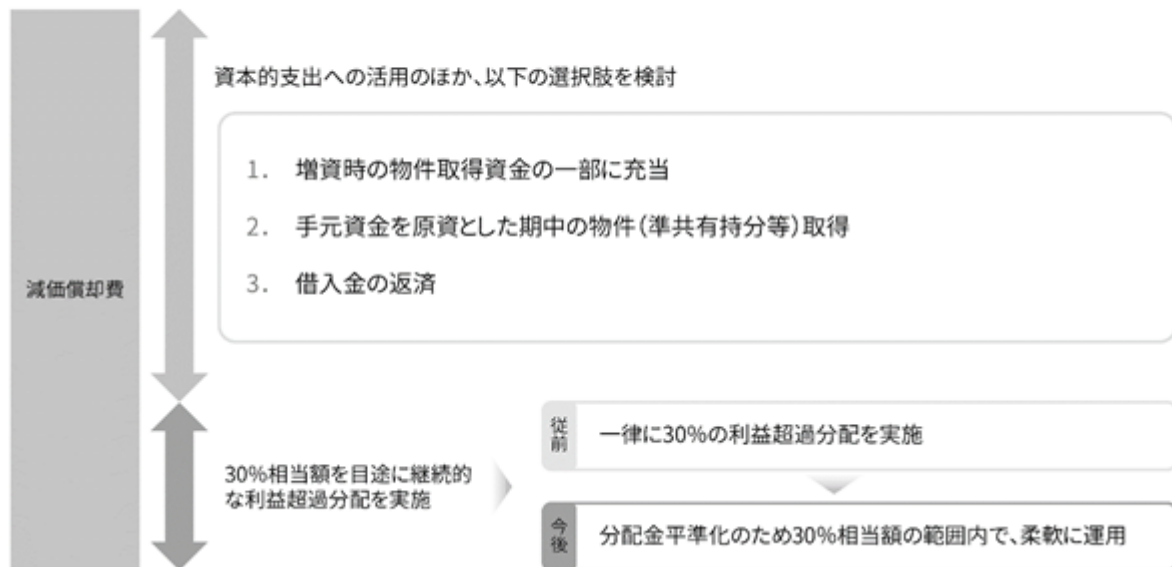 資本的支出への活用のほか、以下の選択肢を検討
1. 増資時の物件取得資金の一部に充当
2. 手元資金を原資とした期中の物件(準共有持分等)取得
3. 借入金の返済
減価償却費
30%相当額を目途に継続的
な利益超過分配を実施
従前
一律に30%の利益超過分配を実施
今後
分配金平準化のため30%相当額の範囲内で、柔軟に運用